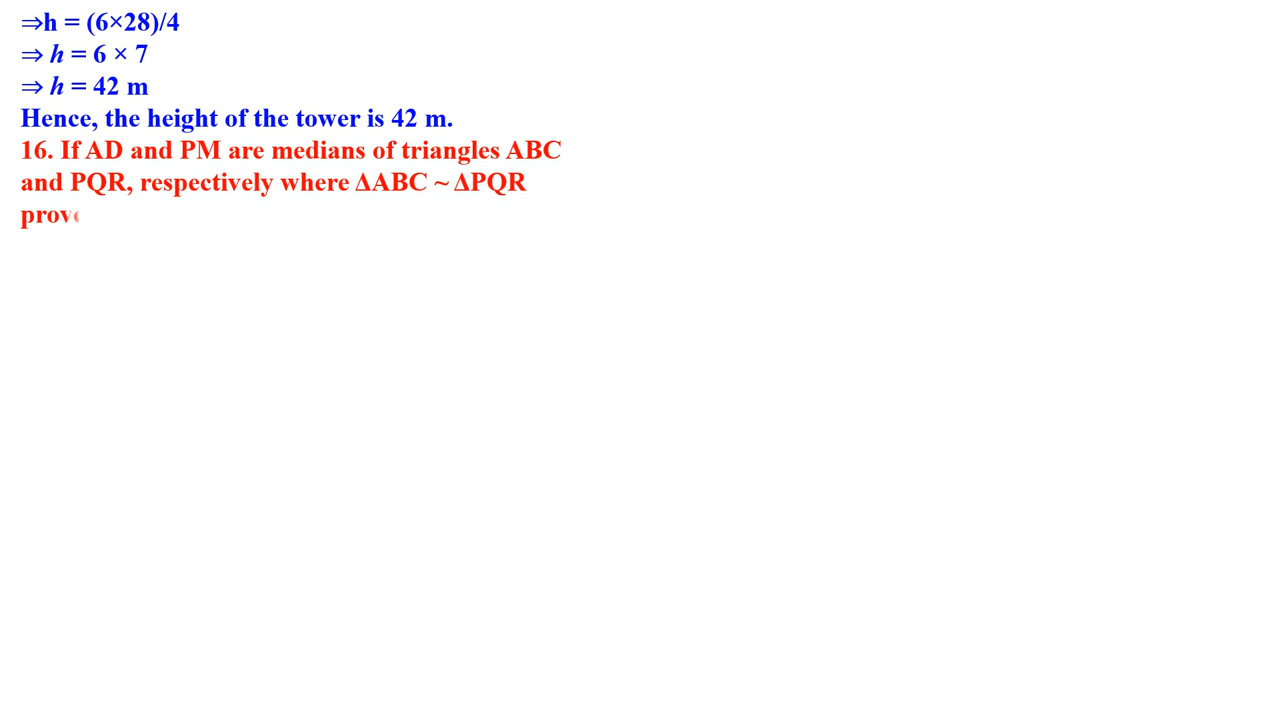 ⇒h = (6×28)/4
⇒ h = 6 × 7
⇒ h = 42 m
Hence, the height of the tower is 42 m.
16. If AD and PM are medians of triangles ABC
and PQR, respectively where ΔABC ~ ΔPQR
prove